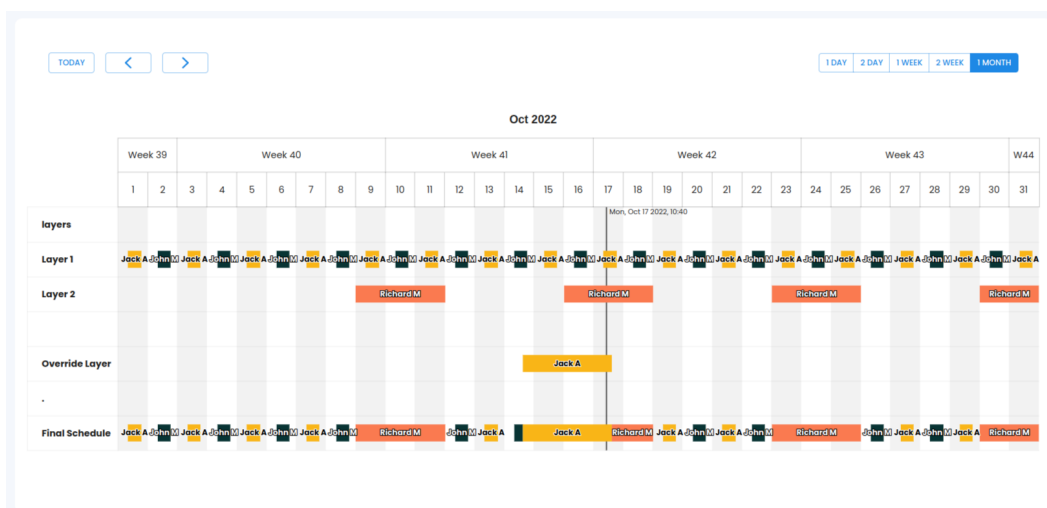 TODAY
1 DAY 2 DAY 1 WEEK 2 WEEK 1 MONTH
Oct 2022
Week 39 Week 40 Week 41 Week 42 Week 43 W44
1 2 3 4 5 6 7 8 9 10 11 12 13 14 15 16 17 18 19 20 21 22 23 24 25 26 27 28 29 30 31
Mon, Oct 17 2022, 10:40
layers
Layer 1 Jack A John M Jack A John M Jack A John M Jack A John M Jack A John M Jack A John M Jack A John M Jack A John M Jack A John M Jack A John M Jack A John M Jack A John M Jack A John M Jack A John M Jack A John M Jack A
Layer 2 Richard M Richard M Richard M Richard M
Override Layer Jack A
.
Final Schedule Jack A John M Jack A John M Jack A John M Jack A John M Richard M John M Jack A Jack A Richard M Jack A John M Jack A John M Richard M John M Jack A John M Jack A Richard M